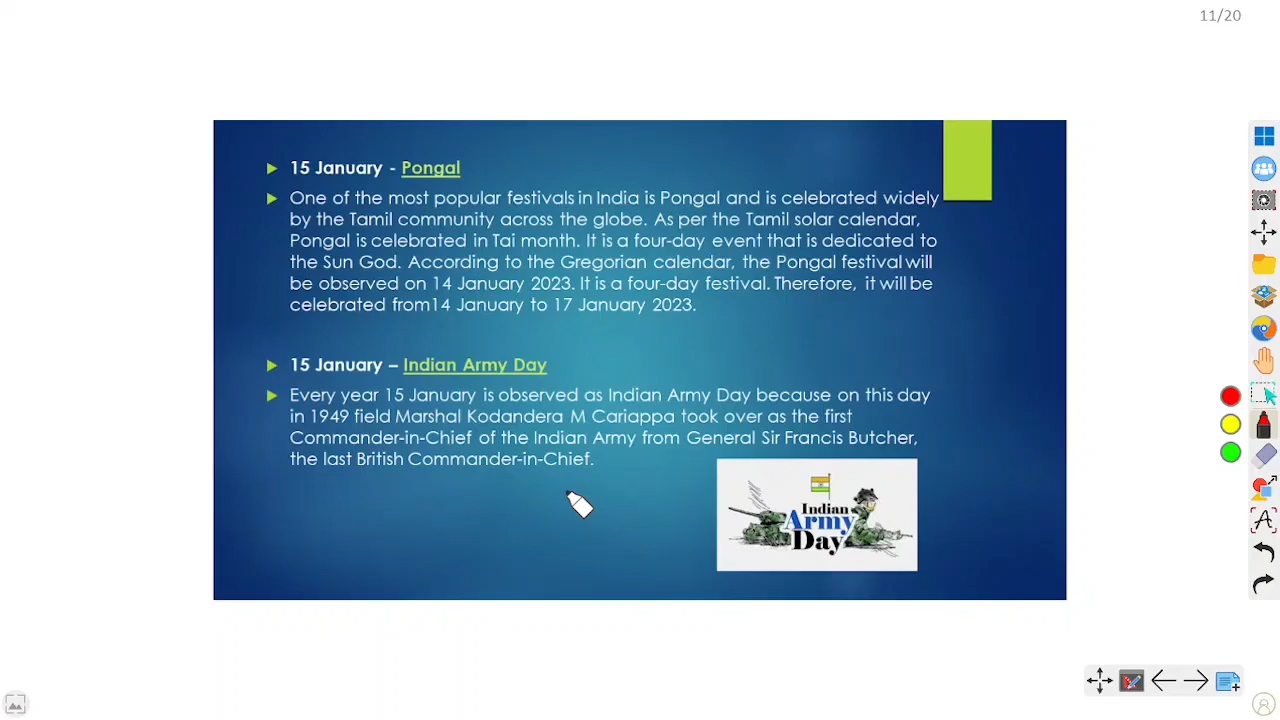 11/20
15 January - Pongal
One of the most popular festivals in India is Pongal and is celebrated widely
by the Tamil community across the globe. As per the Tamil solar calendar,
Pongal is celebrated in Tai month. It is a four-day event that is dedicated to
the Sun God. According to the Gregorian calendar, the Pongal festival will
be observed on 14 January 2023. It is a four-day festival. Therefore, it will be
celebrated from14 January to 17 January 2023.
15 January – Indian Army Day
Every year 15 January is observed as Indian Army Day because on this day
in 1949 field Marshal Kodandera M Cariappa took over as the first
Commander-in-Chief of the Indian Army from General Sir Francis Butcher,
the last British Commander-in-Chief.
Indian
Army
Day